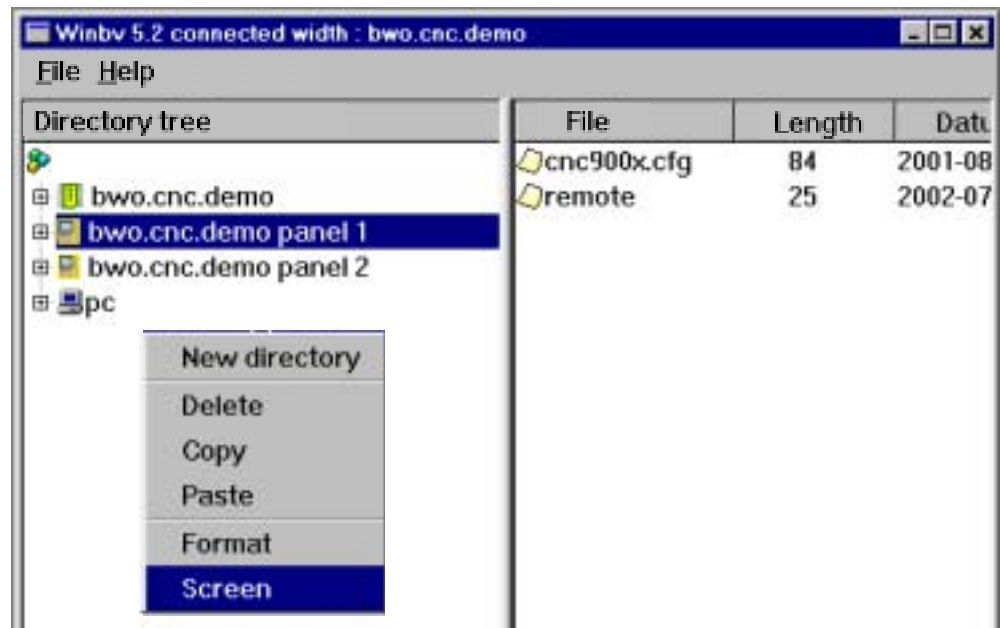 Winbv 5.2 connected width : bwo.cnc.demo
File Help
Directory tree
bwo.cnc.demo
bwo.cnc.demo panel 1
bwo.cnc.demo panel 2
pc
New directory
Delete
Copy
Paste
Format
Screen
File Length Datu
cnc900x.cfg 84 2001-08
remote 25 2002-07